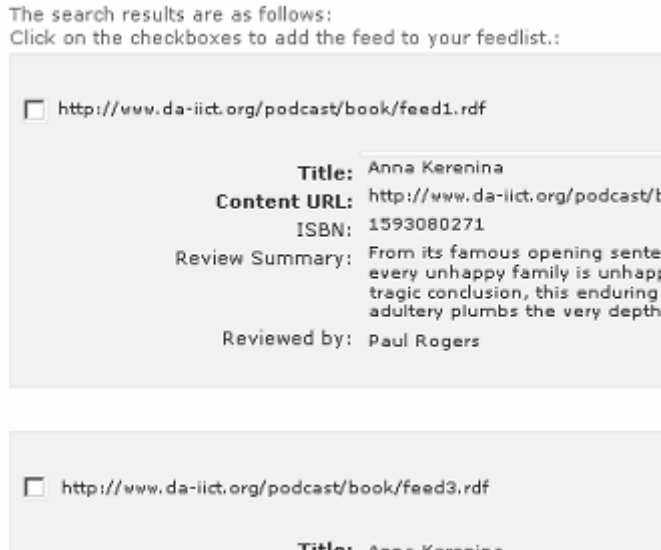 The search results are as follows:
Click on the checkboxes to add the feed to your feedlist.:
http://www.da-iict.org/podcast/book/feed1.rdf
Title: Anna Kerenina
Content URL: http://www.da-iict.org/podcast/b
ISBN: 1593080271
Review Summary: From its famous opening sente
every unhappy family is unhapp
tragic conclusion, this enduring
adultery plumbs the very depth
Reviewed by: Paul Rogers
http://www.da-iict.org/podcast/book/feed3.rdf
Title: Anna Kerenina